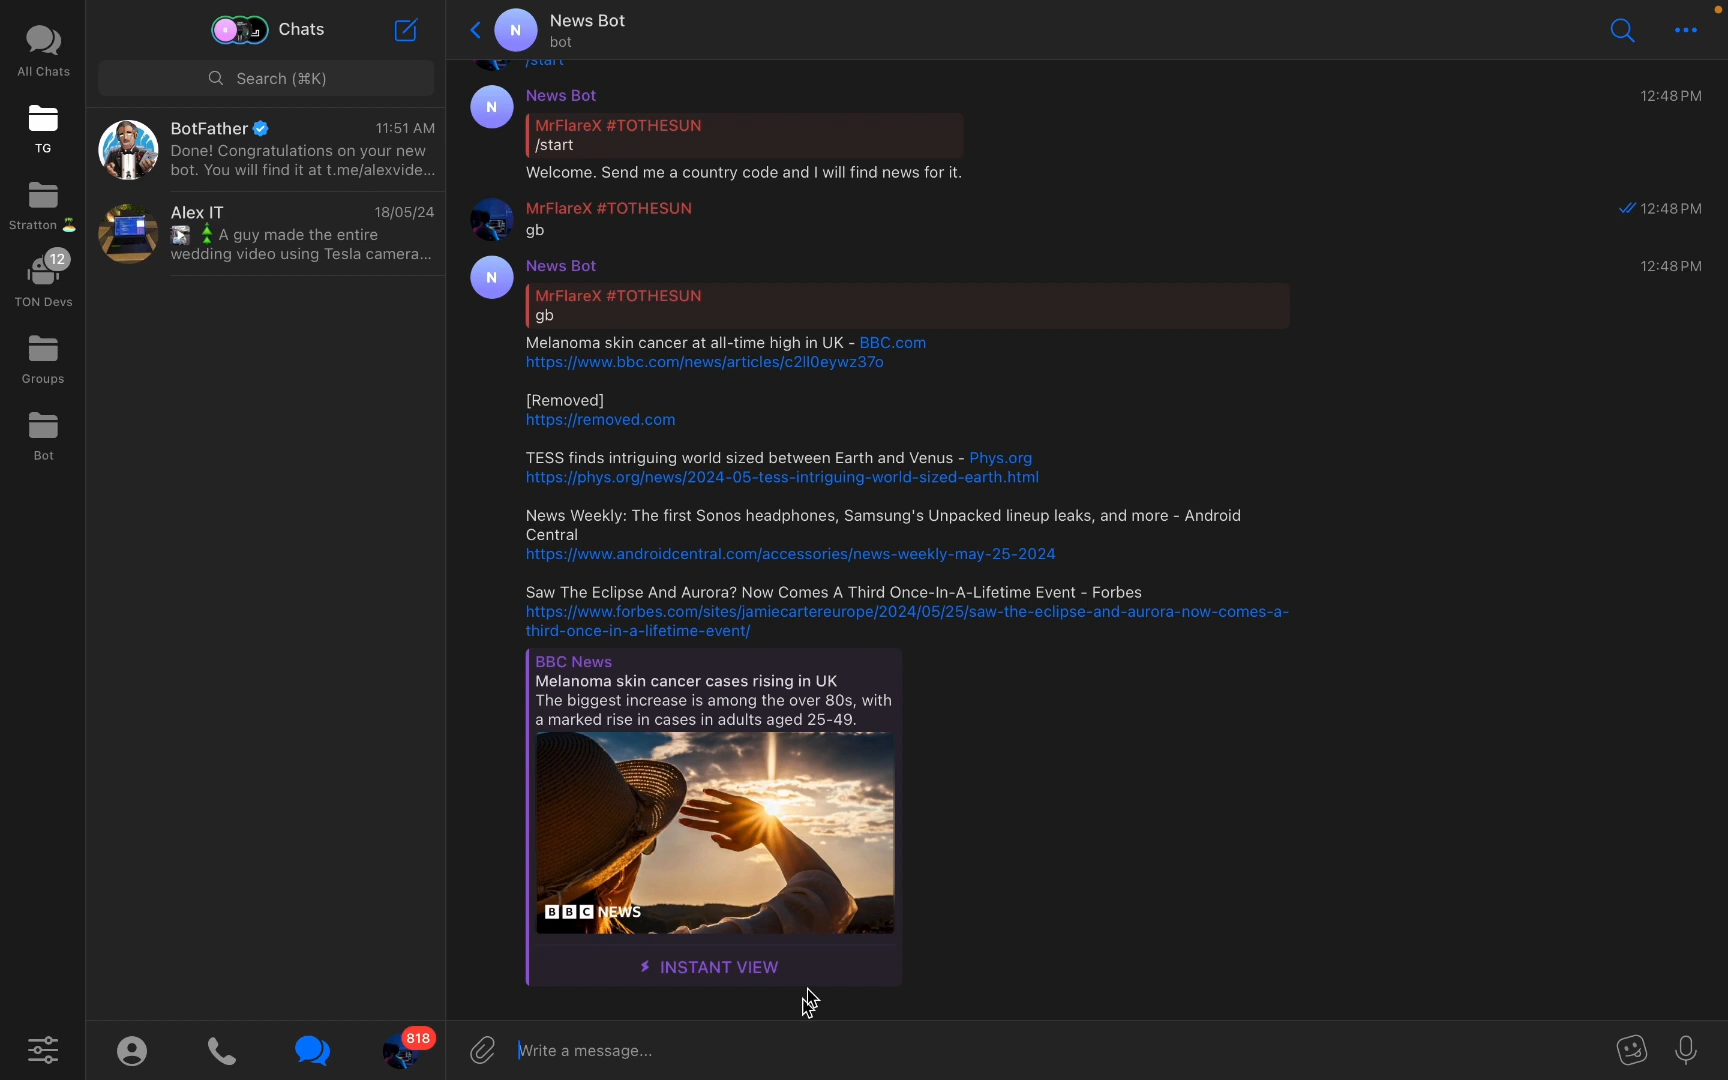 All Chats
TG
Stratton 🏝️
12
TON Devs
Groups
Bot
Chats
Search (⌘K)
BotFather
11:51 AM
Done! Congratulations on your new
bot. You will find it at t.me/alexvide...
Alex IT
18/05/24
A guy made the entire
wedding video using Tesla camera...
818
N
News Bot
bot
/start
N
News Bot
12:48 PM
MrFlareX #TOTHESUN
/start
Welcome. Send me a country code and I will find news for it.
MrFlareX #TOTHESUN
12:48 PM
gb
N
News Bot
12:48 PM
MrFlareX #TOTHESUN
gb
Melanoma skin cancer at all-time high in UK - BBC.com
https://www.bbc.com/news/articles/c2ll0eywz37o
[Removed]
https://removed.com
TESS finds intriguing world sized between Earth and Venus - Phys.org
https://phys.org/news/2024-05-tess-intriguing-world-sized-earth.html
News Weekly: The first Sonos headphones, Samsung's Unpacked lineup leaks, and more - Android
Central
https://www.androidcentral.com/accessories/news-weekly-may-25-2024
Saw The Eclipse And Aurora? Now Comes A Third Once-In-A-Lifetime Event - Forbes
https://www.forbes.com/sites/jamiecartereurope/2024/05/25/saw-the-eclipse-and-aurora-now-comes-a-
third-once-in-a-lifetime-event/
BBC News
Melanoma skin cancer cases rising in UK
The biggest increase is among the over 80s, with
a marked rise in cases in adults aged 25-49.
BBC NEWS
INSTANT VIEW
Write a message...